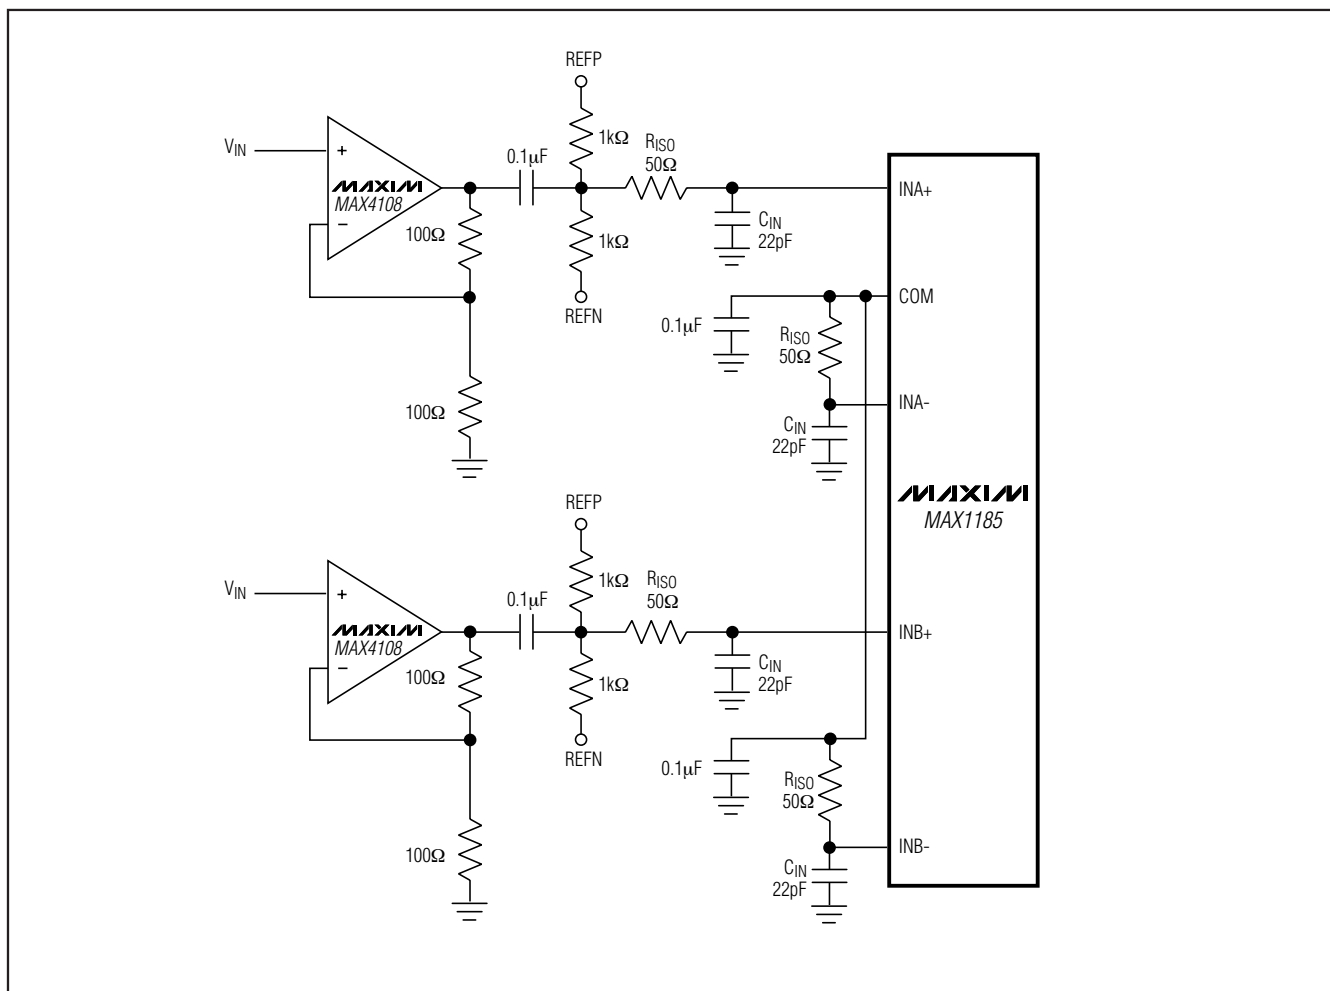 REFP
VIN
+
MAXIM
MAX4108
−
0.1µF
1kΩ
RISO
50Ω
100Ω
1kΩ
CIN
22pF
REFN
100Ω
INA+
COM
0.1µF
RISO
50Ω
INA-
CIN
22pF
MAXIM
MAX1185
REFP
VIN
+
MAXIM
MAX4108
−
0.1µF
1kΩ
RISO
50Ω
100Ω
1kΩ
CIN
22pF
REFN
100Ω
INB+
0.1µF
RISO
50Ω
INB-
CIN
22pF